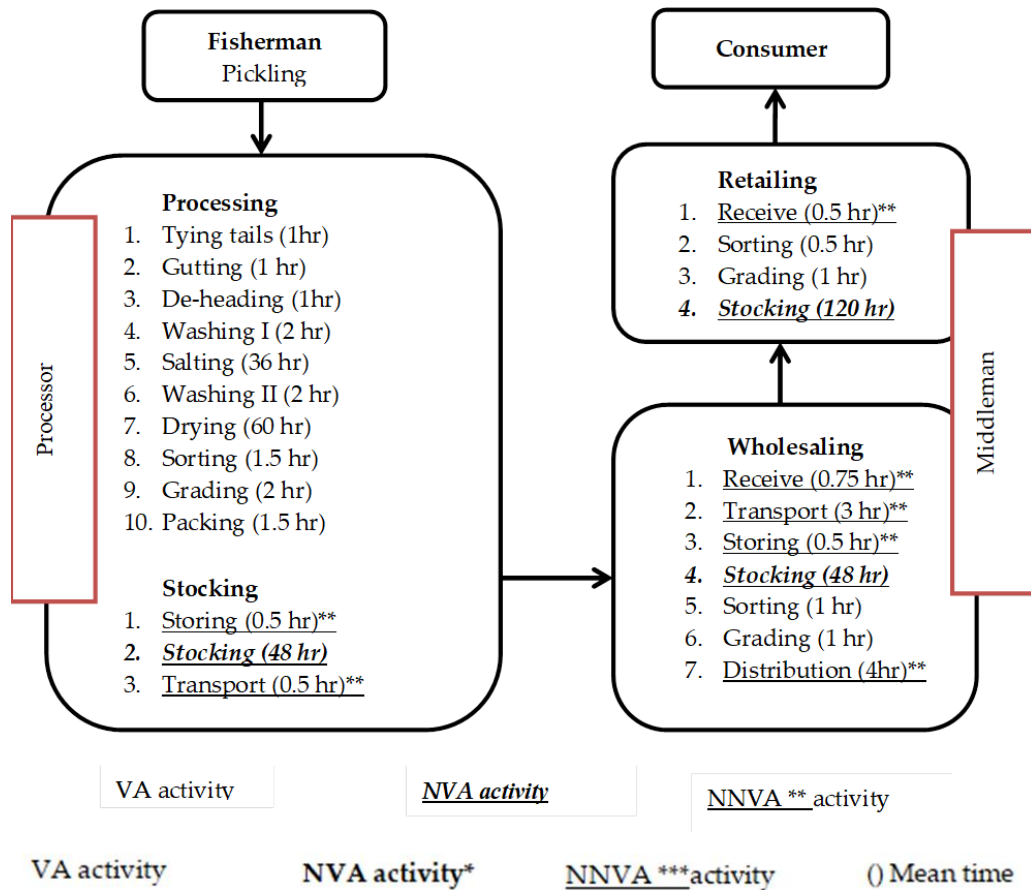 Fisherman
Pickling
Processor
Processing
1. Tying tails (1hr)
2. Gutting (1 hr)
3. De-heading (1hr)
4. Washing I (2 hr)
5. Salting (36 hr)
6. Washing II (2 hr)
7. Drying (60 hr)
8. Sorting (1.5 hr)
9. Grading (2 hr)
10. Packing (1.5 hr)
Stocking
1. Storing (0.5 hr)**
2. Stocking (48 hr)
3. Transport (0.5 hr)**
Consumer
Retailing
1. Receive (0.5 hr)**
2. Sorting (0.5 hr)
3. Grading (1 hr)
4. Stocking (120 hr)
Wholesaling
1. Receive (0.75 hr)**
2. Transport (3 hr)**
3. Storing (0.5 hr)**
4. Stocking (48 hr)
5. Sorting (1 hr)
6. Grading (1 hr)
7. Distribution (4hr)**
Middleman
VA activity
NVA activity
NNVA ** activity
VA activity
NVA activity*
NNVA ***activity
() Mean time